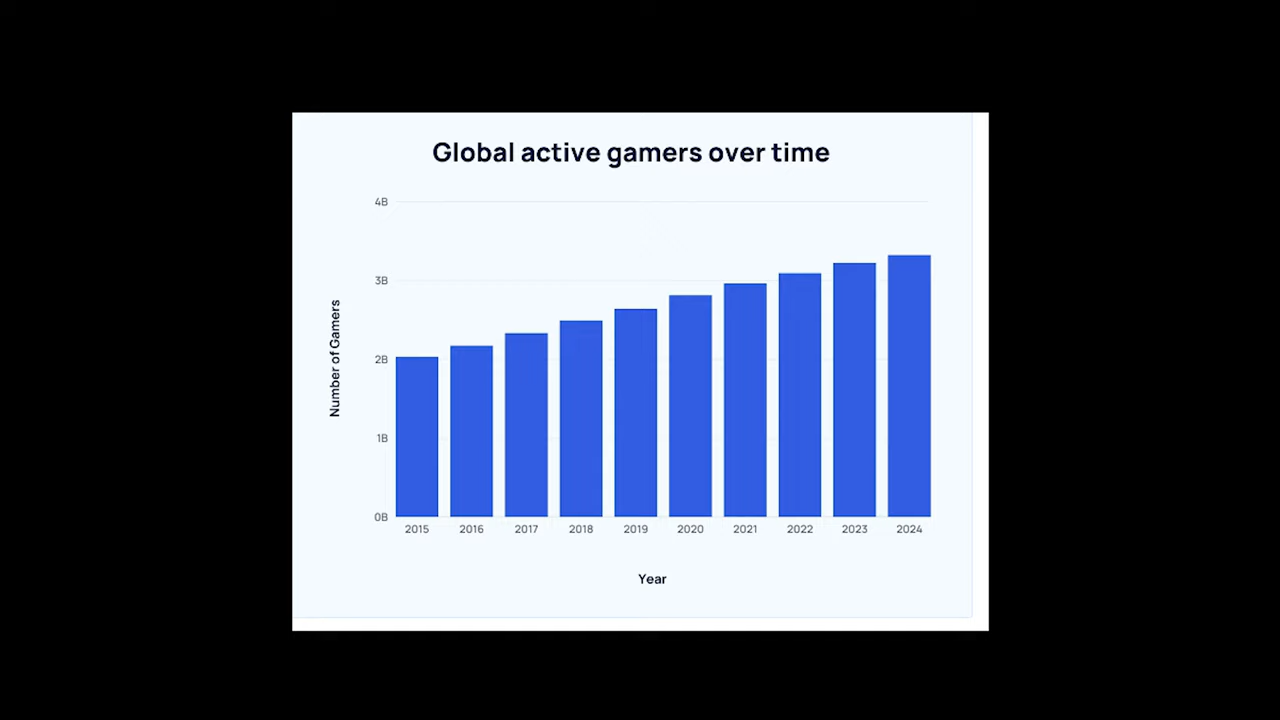 Global active gamers over time
4B
3B
2B
1B
0B
Number of Gamers
2015 2016 2017 2018 2019 2020 2021 2022 2023 2024
Year